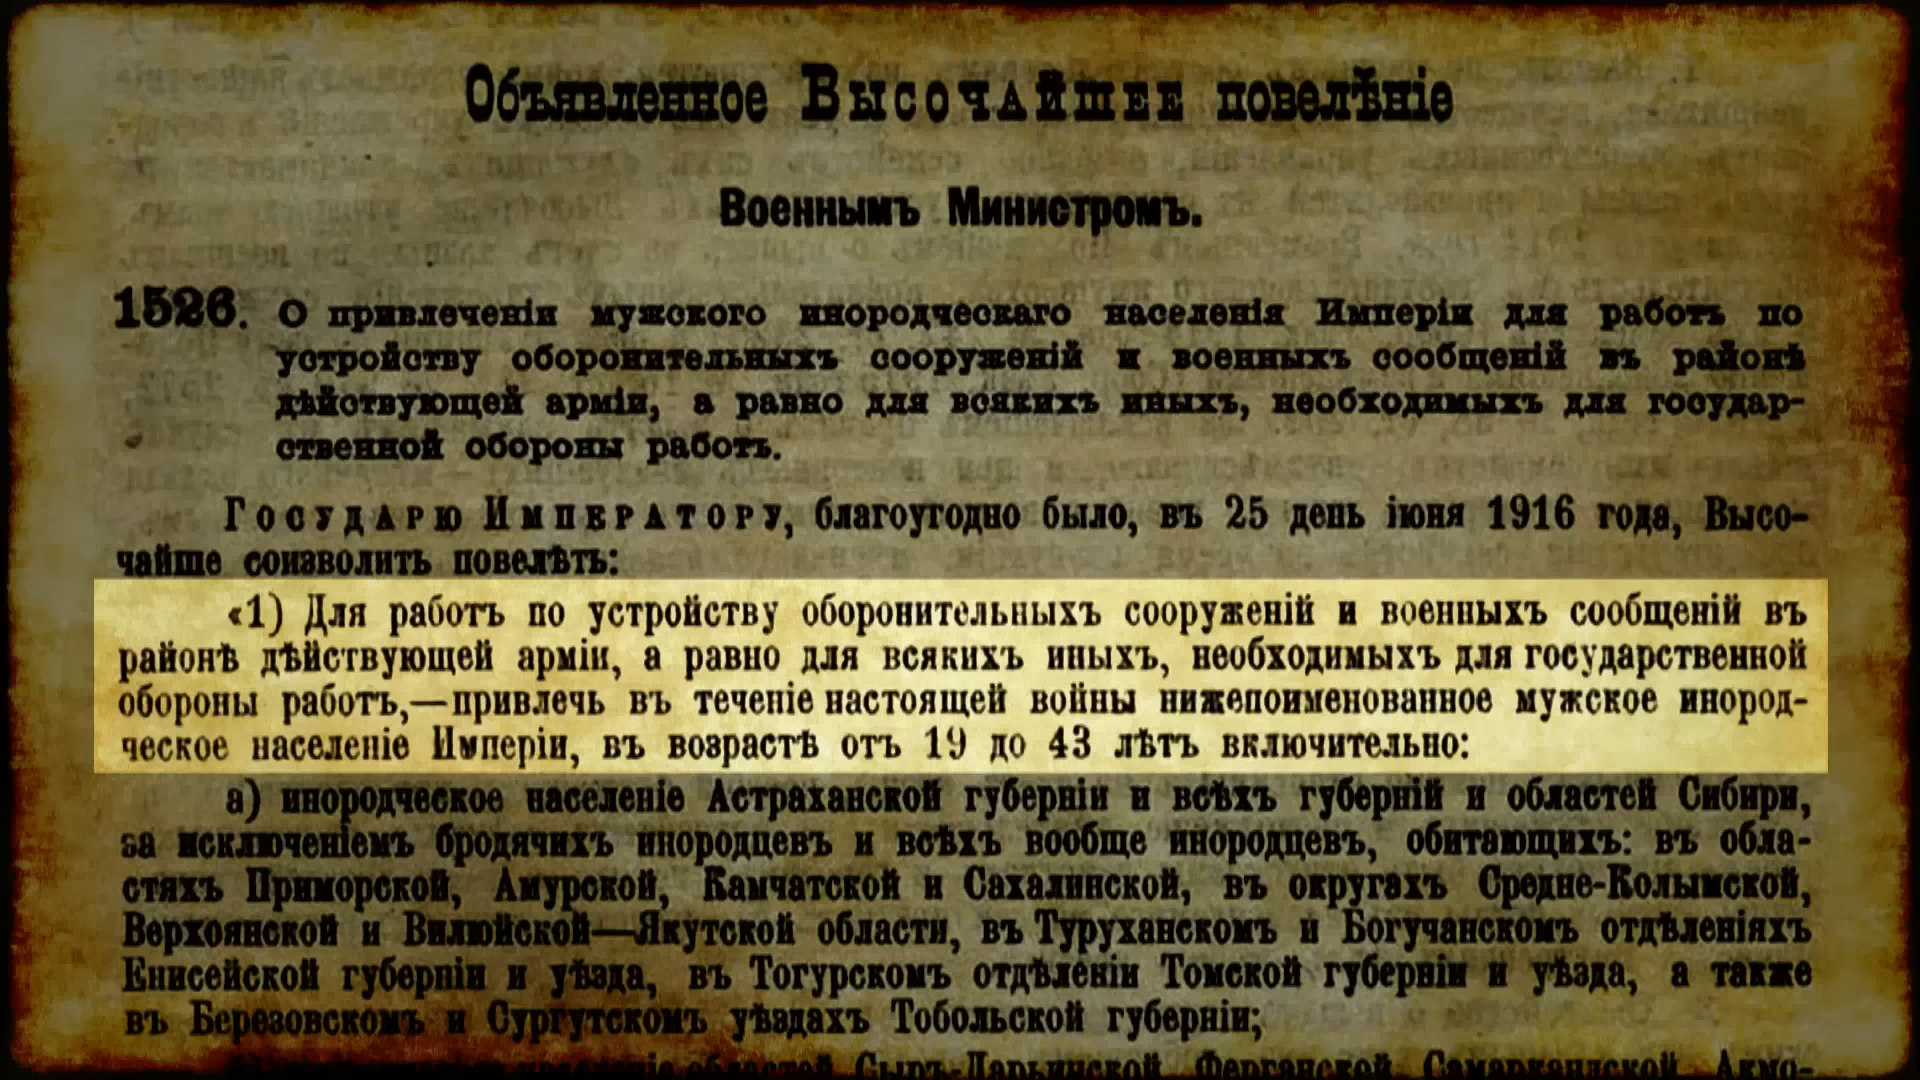 Объявленное Высочайшее повелѣніе
Военнымъ Министромъ.
1526. О привлеченіи мужского инородческаго населенія Имперіи для работъ по
устройству оборонительныхъ сооруженій и военныхъ сообщеній въ районѣ
дѣйствующей арміи, а равно для всякихъ иныхъ, необходимыхъ для государ-
ственной обороны работъ.
Государю Императору, благоугодно было, въ 25 день іюня 1916 года, Высо-
чайше соизволить повелѣть:
«1) Для работъ по устройству оборонительныхъ сооруженій и военныхъ сообщеній въ
районѣ дѣйствующей арміи, а равно для всякихъ иныхъ, необходимыхъ для государственной
обороны работъ,—привлечь въ теченіе настоящей войны нижепоименованное мужское инород-
ческое населеніе Имперіи, въ возрастѣ отъ 19 до 43 лѣтъ включительно:
а) инородческое населеніе Астраханской губерніи и всѣхъ губерній и областей Сибири,
за исключеніемъ бродячихъ инородцевъ и всѣхъ вообще инородцевъ, обитающихъ: въ обла-
стяхъ Приморской, Амурской, Камчатской и Сахалинской, въ округахъ Средне-Колымской,
Верхоянской и Вилюйской—Якутской области, въ Туруханскомъ и Богучанскомъ отдѣленіяхъ
Енисейской губерніи и уѣзда, въ Тогурскомъ отдѣленіи Томской губерніи и уѣзда, а также
въ Березовскомъ и Сургутскомъ уѣздахъ Тобольской губерніи;
населеніе областей Сыръ-Дарьинской, Ферганской, Самаркандской, Акмо-